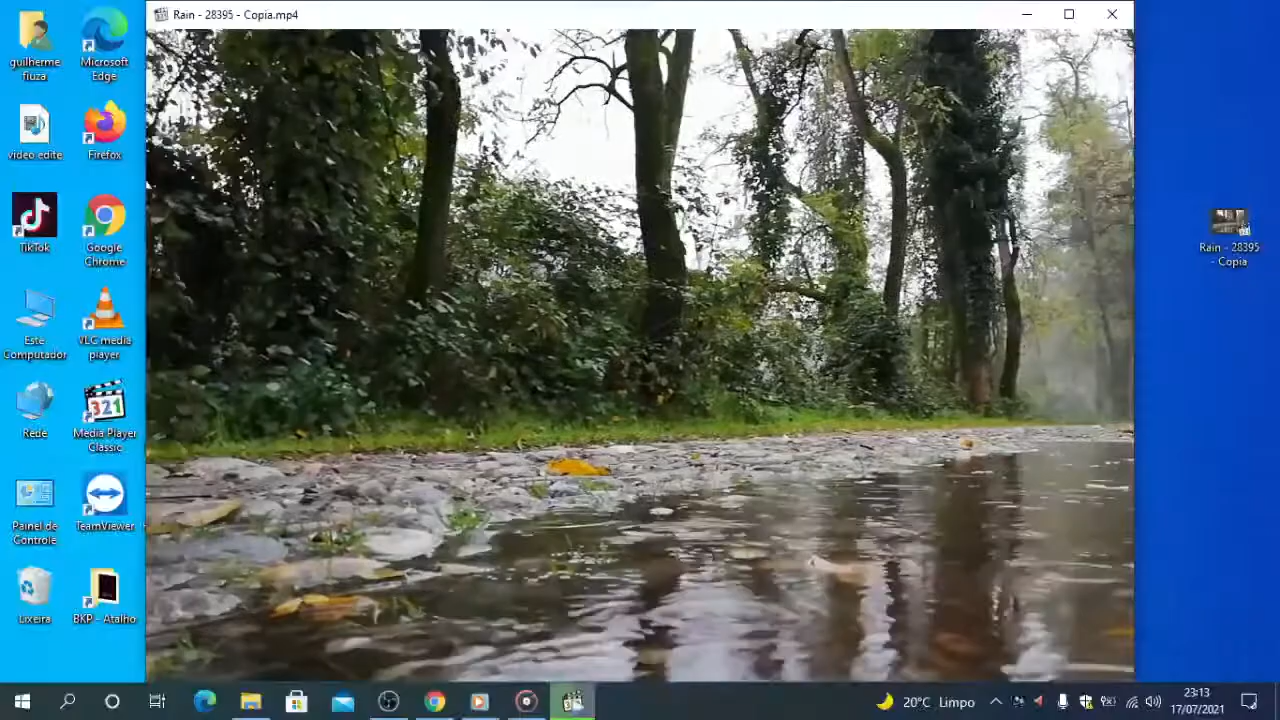 Rain - 28395 - Copia.mp4
guilherme
fiuza
Microsoft
Edge
video edite
Firefox
TikTok
Google
Chrome
Este
Computador
VLC media
player
Rede
Media Player
Classic
321
Painel de
Controle
TeamViewer
Lixeira
BKP - Atalho
Rain - 28395
- Copia
20°C Limpo
23:13
17/07/2021